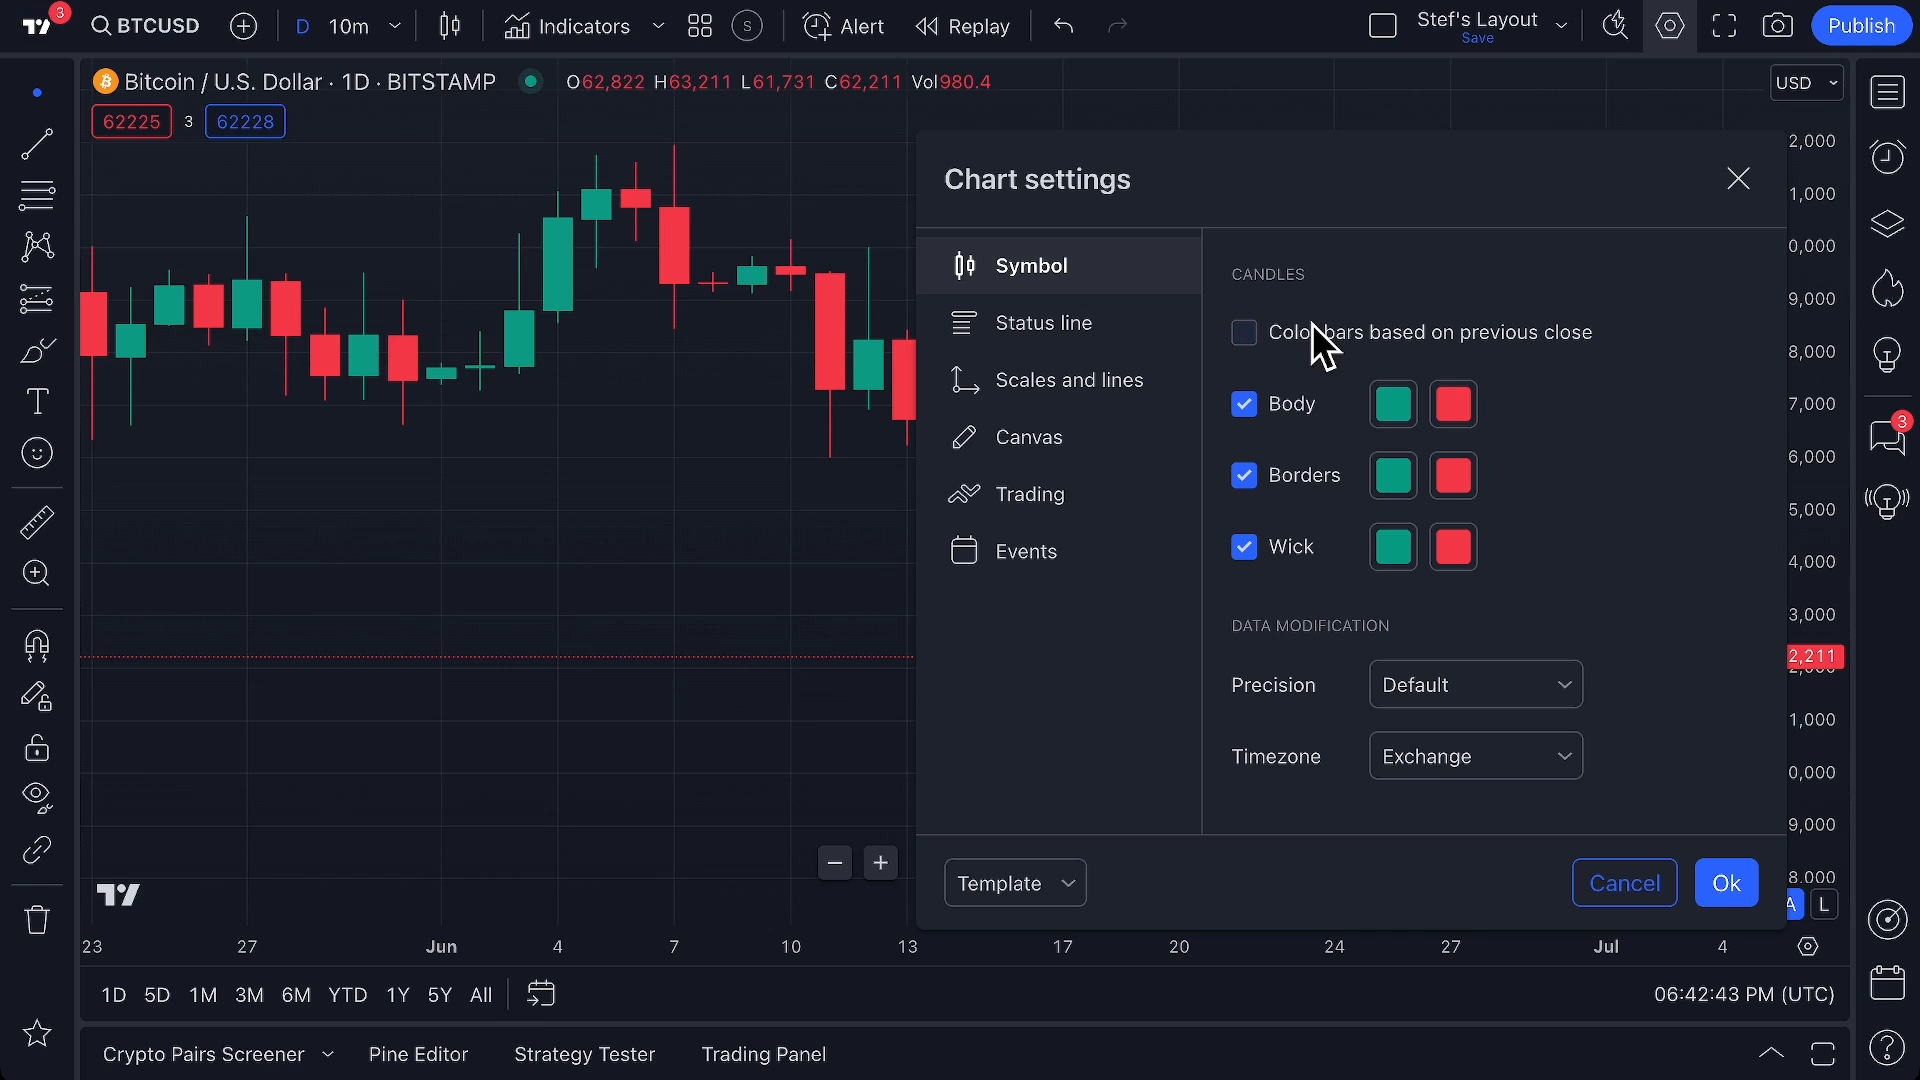 3
BTCUSD
D
10m
Indicators
S
Alert
Replay
Stef's Layout
Save
Publish
Bitcoin / U.S. Dollar · 1D · BITSTAMP
O62,822 H63,211 L61,731 C62,211 Vol980.4
USD
62225
3
62228
2,000
1,000
0,000
9,000
8,000
7,000
6,000
5,000
4,000
3,000
2,211
1,000
0,000
9,000
8.000
A
L
3
Chart settings
Symbol
Status line
Scales and lines
Canvas
Trading
Events
CANDLES
bars based on previous close
Body
Borders
Wick
DATA MODIFICATION
Precision
Default
Timezone
Exchange
Template
Cancel
Ok
23
27
Jun
4
7
10
13
17
20
24
27
Jul
4
1D
5D
1M
3M
6M
YTD
1Y
5Y
All
06:42:43 PM (UTC)
Crypto Pairs Screener
Pine Editor
Strategy Tester
Trading Panel